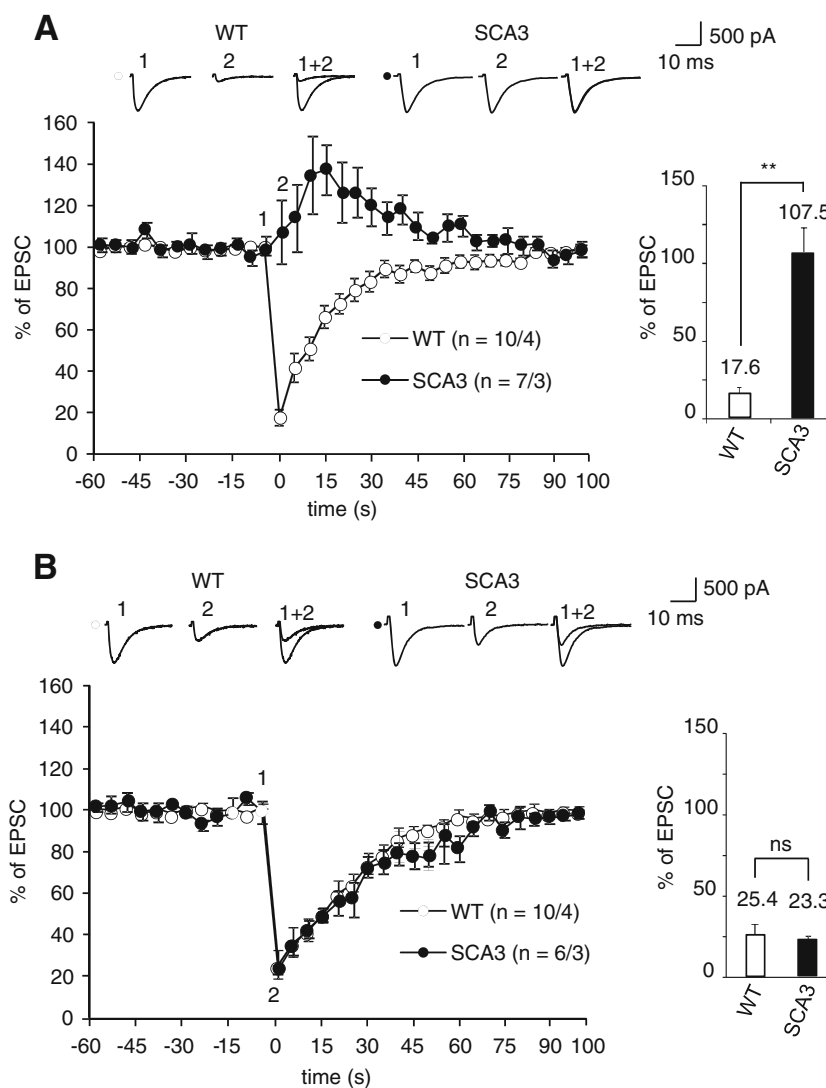 A
WT
SCA3
500 pA
10 ms
1
2
1+2
1
2
1+2
160
140
120
100
80
60
40
20
0
% of EPSC
1
2
WT (n = 10/4)
SCA3 (n = 7/3)
-60 -45 -30 -15 0 15 30 45 60 75 90 100
time (s)
150
100
50
0
% of EPSC
**
107.5
17.6
WT
SCA3
B
WT
SCA3
500 pA
10 ms
1
2
1+2
1
2
1+2
160
140
120
100
80
60
40
20
0
% of EPSC
1
2
WT (n = 10/4)
SCA3 (n = 6/3)
-60 -45 -30 -15 0 15 30 45 60 75 90 100
time (s)
150
100
50
0
% of EPSC
ns
25.4
23.3
WT
SCA3